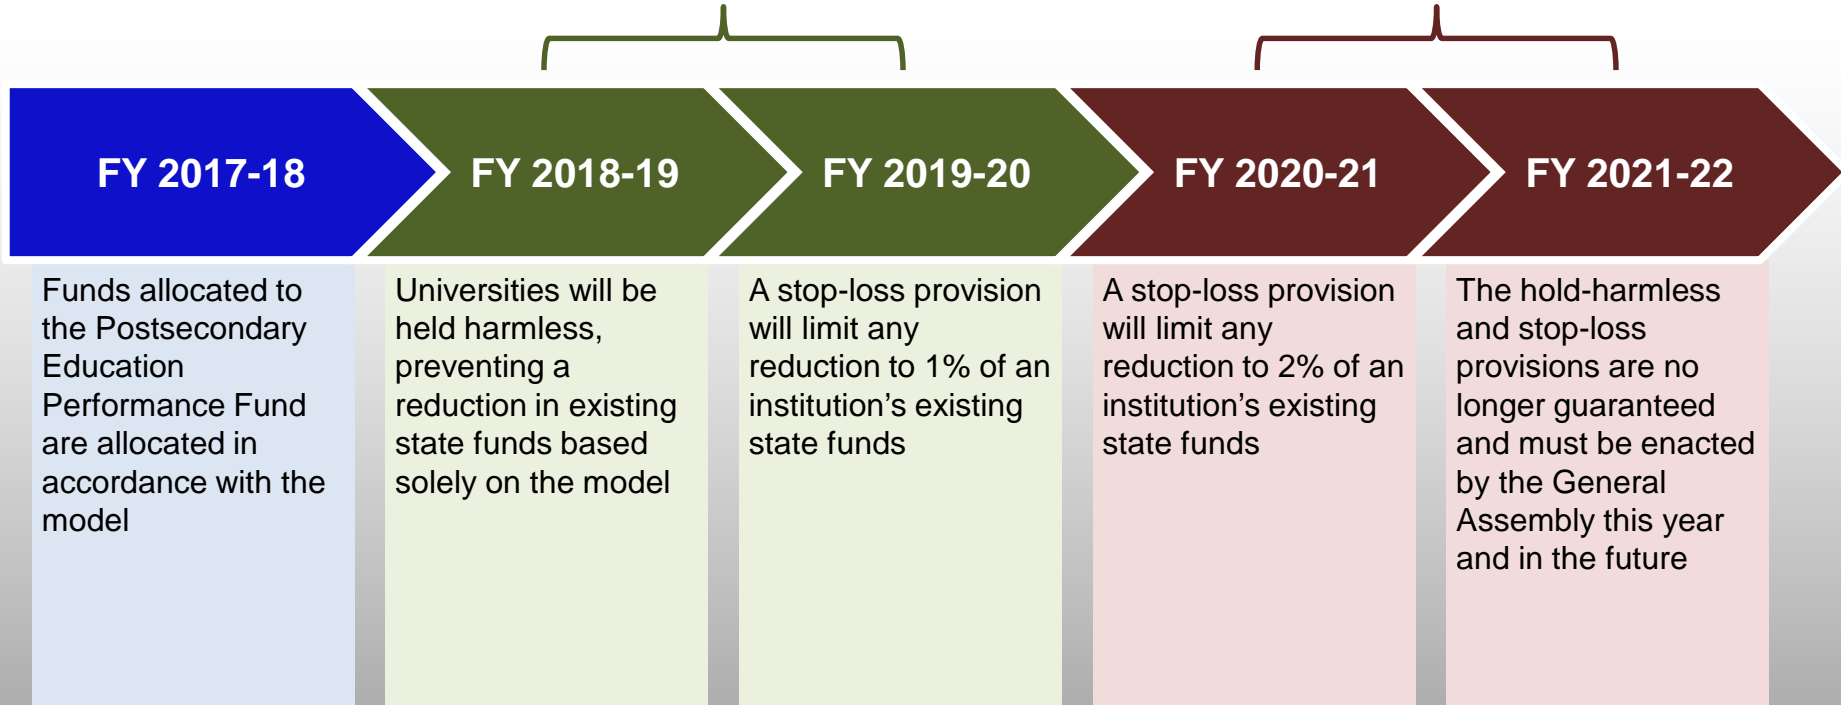 FY 2017-18
FY 2018-19
FY 2019-20
FY 2020-21
FY 2021-22
Funds allocated to
the Postsecondary
Education
Performance Fund
are allocated in
accordance with the
model
Universities will be
held harmless,
preventing a
reduction in existing
state funds based
solely on the model
A stop-loss provision
will limit any
reduction to 1% of an
institution’s existing
state funds
A stop-loss provision
will limit any
reduction to 2% of an
institution’s existing
state funds
The hold-harmless
and stop-loss
provisions are no
longer guaranteed
and must be enacted
by the General
Assembly this year
and in the future